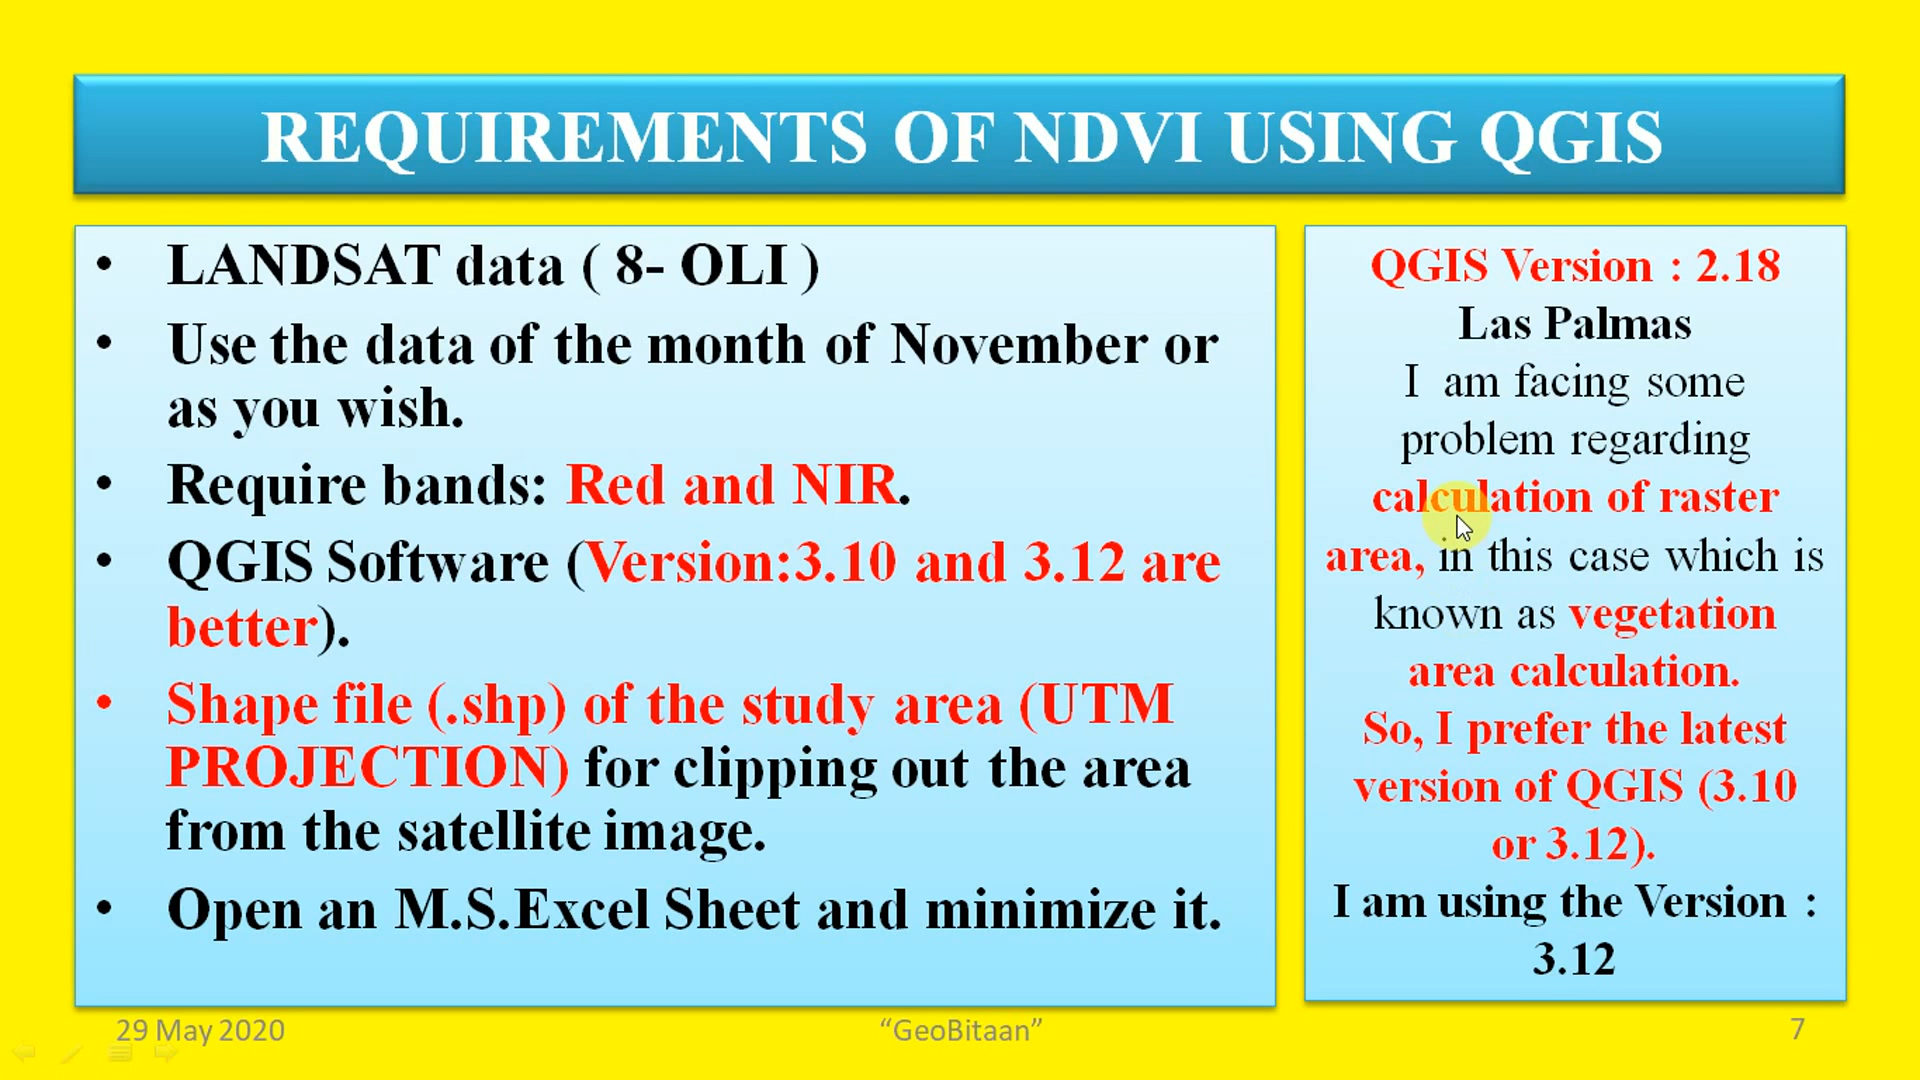 REQUIREMENTS OF NDVI USING QGIS
• LANDSAT data ( 8- OLI )
• Use the data of the month of November or
as you wish.
• Require bands: Red and NIR.
• QGIS Software (Version:3.10 and 3.12 are
better).
• Shape file (.shp) of the study area (UTM
PROJECTION) for clipping out the area
from the satellite image.
• Open an M.S.Excel Sheet and minimize it.
QGIS Version : 2.18
Las Palmas
I am facing some
problem regarding
calculation of raster
area, in this case which is
known as vegetation
area calculation.
So, I prefer the latest
version of QGIS (3.10
or 3.12).
I am using the Version :
3.12
29 May 2020
“GeoBitaan”
7